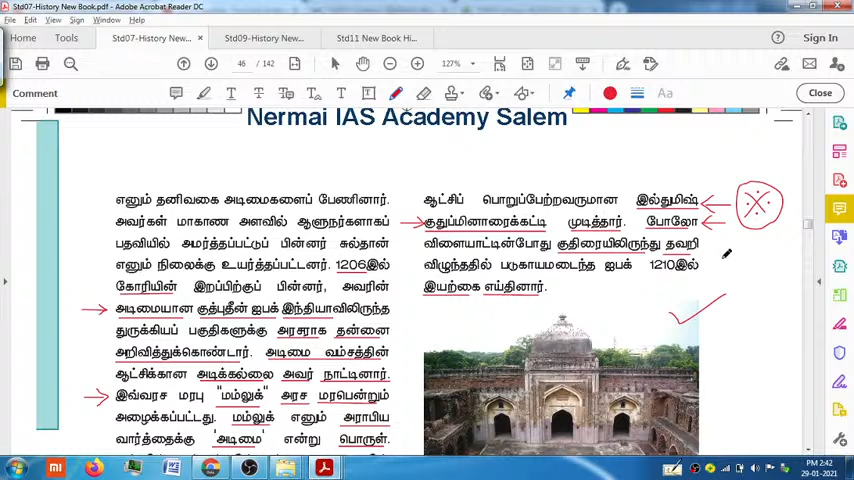 Std07-History New Book.pdf - Adobe Acrobat Reader DC
File Edit View Sign Window Help
Home Tools Std07-History New... × Std09-History New... Std11 New Book Hi... Sign In
46 / 142 127%
Comment Close
Nermai IAS Academy Salem
எனும் தனிவகை அடிமைகளைப் பேணினார்.
அவர்கள் மாகாண அளவில் ஆளுநர்களாகப்
பதவியில் அமர்த்தப்பட்டுப் பின்னர் சுல்தான்
எனும் நிலைக்கு உயர்த்தப்பட்டனர். 1206இல்
கோரியின் இறப்பிற்குப் பின்னர், அவரின்
அடிமையான குத்புதீன் ஐபக் இந்தியாவிலிருந்த
துருக்கியப் பகுதிகளுக்கு அரசராக தன்னை
அறிவித்துக்கொண்டார். அடிமை வம்சத்தின்
ஆட்சிக்கான அடிக்கல்லை அவர் நாட்டினார்.
இவ்வரச மரபு "மம்லுக்" அரச மரபென்றும்
அழைக்கப்பட்டது. மம்லுக் எனும் அராபிய
வார்த்தைக்கு 'அடிமை' என்று பொருள்.
ஆட்சிப் பொறுப்பேற்றவருமான இல்துமிஷ்
குதுப்மினாரைக்கட்டி முடித்தார். போலோ
விளையாட்டின்போது குதிரையிலிருந்து தவறி
விழுந்ததில் படுகாயமடைந்த ஐபக் 1210இல்
இயற்கை எய்தினார்.
PM 2:42
29-01-2021